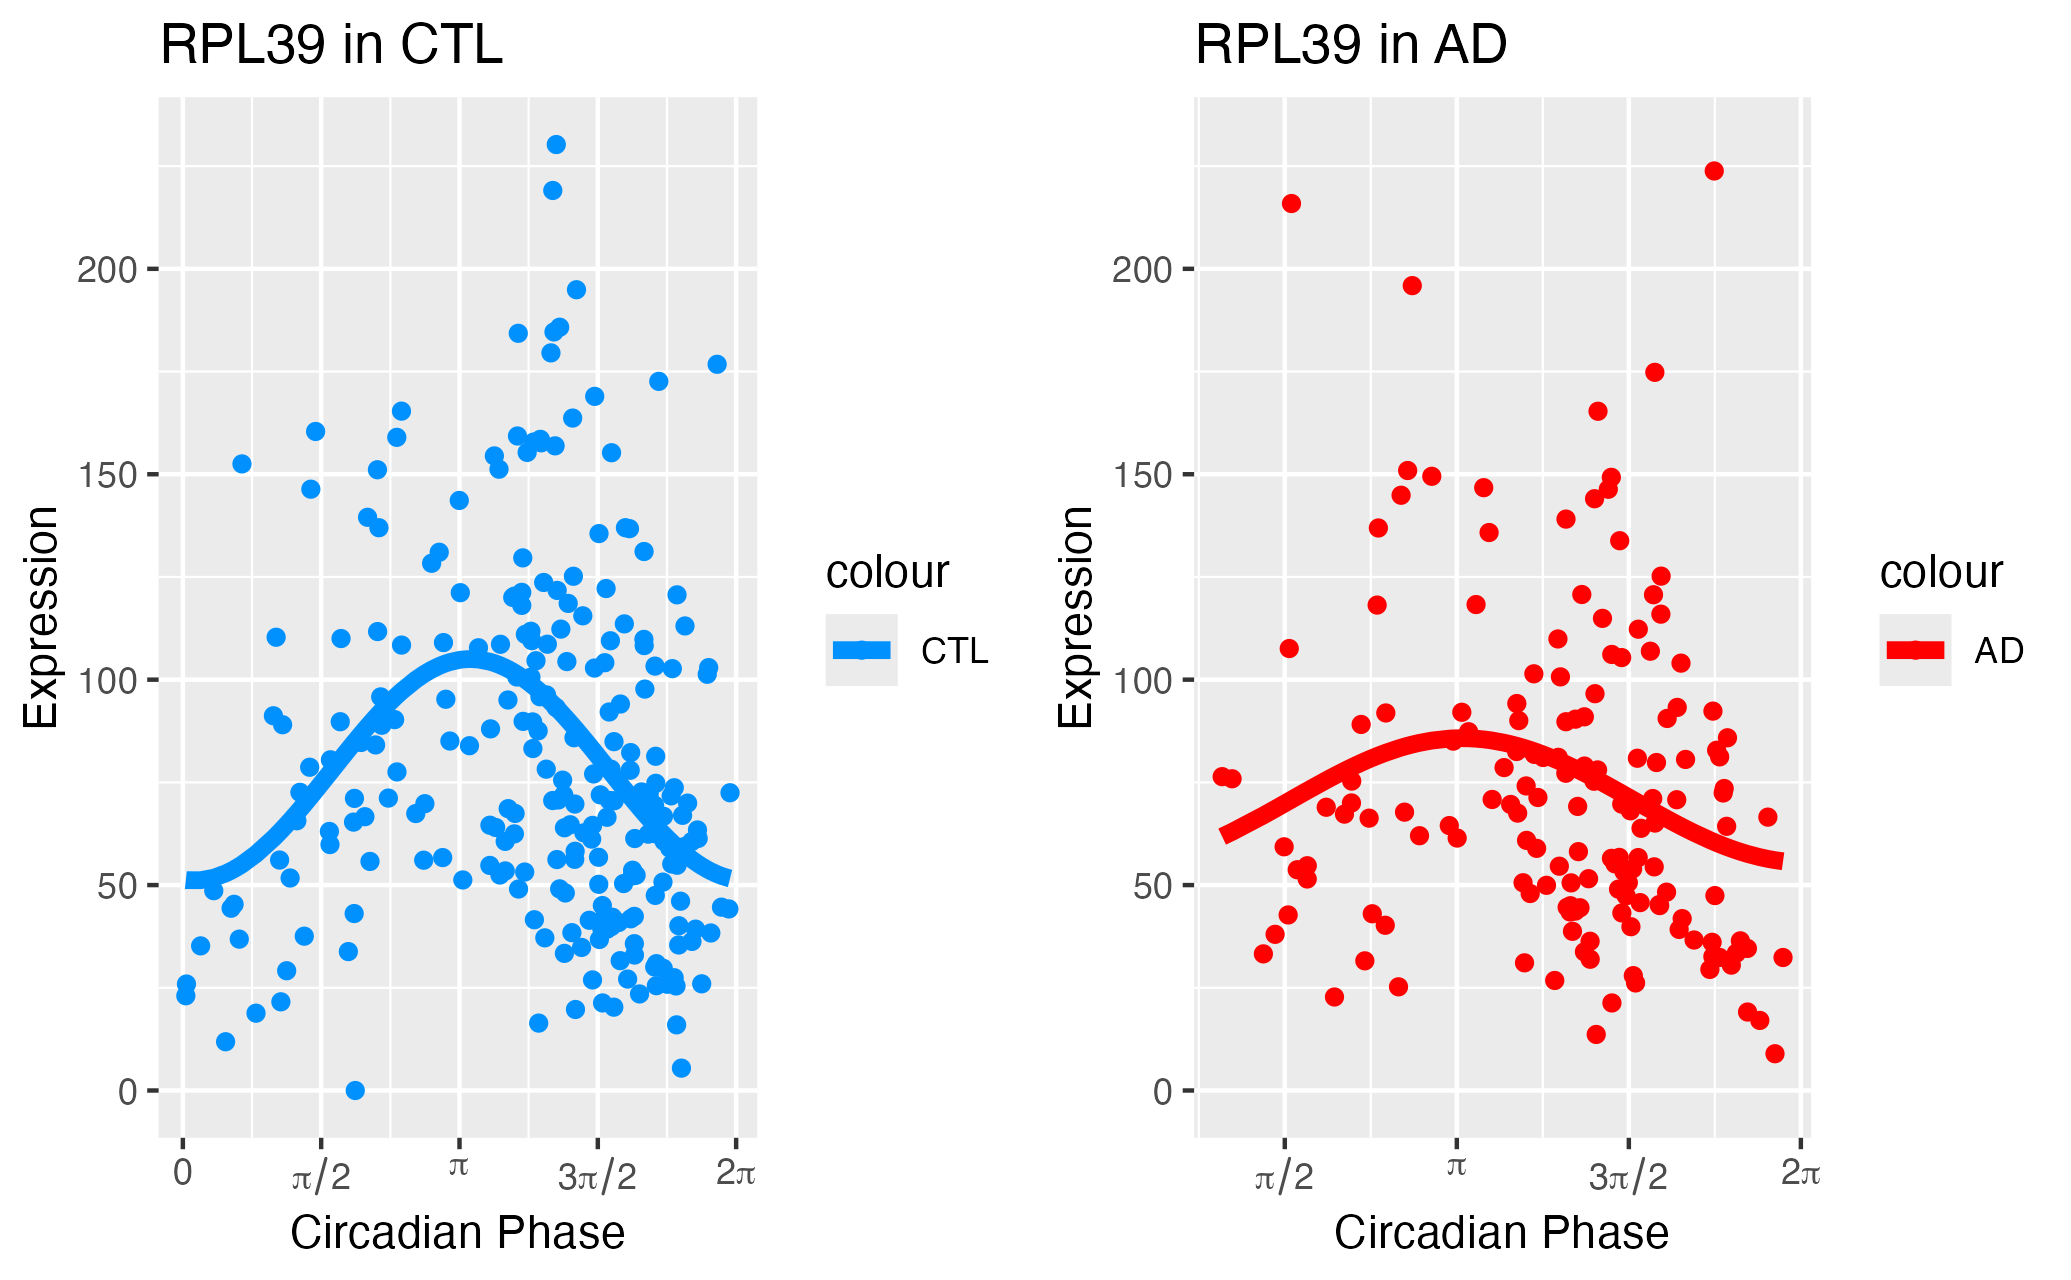 RPL39 in CTL
Expression
200
150
100
50
0
0
π/2
π
3π/2
2π
Circadian Phase
colour
CTL
RPL39 in AD
Expression
200
150
100
50
0
π/2
π
3π/2
2π
Circadian Phase
colour
AD